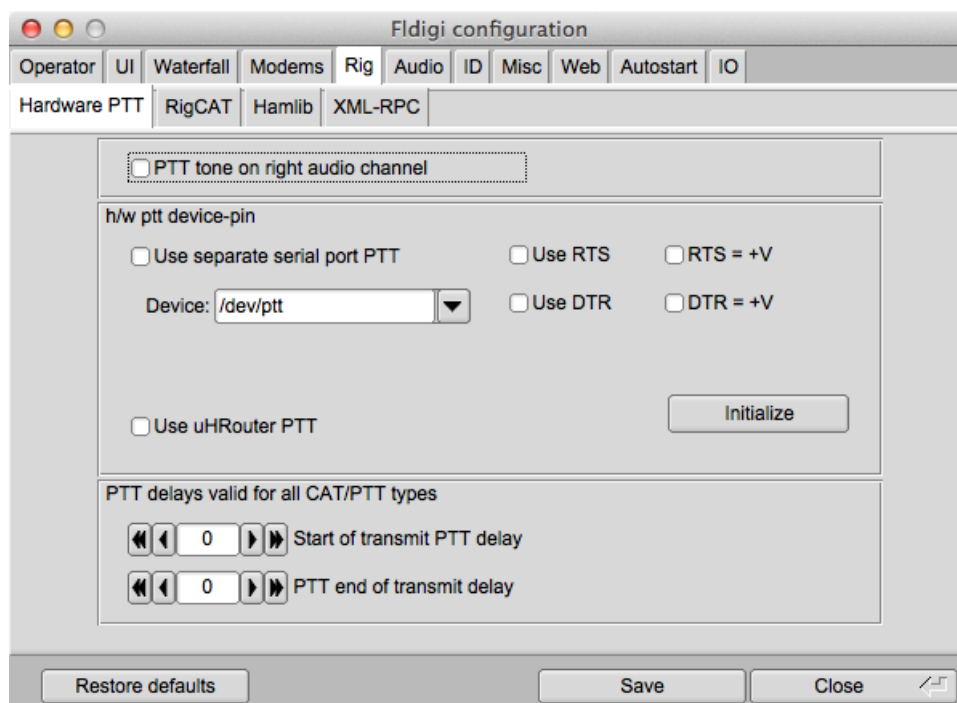 Fldigi configuration
Operator UI Waterfall Modems Rig Audio ID Misc Web Autostart IO
Hardware PTT RigCAT Hamlib XML-RPC
PTT tone on right audio channel
h/w ptt device-pin
Use separate serial port PTT Use RTS RTS = +V
Device: /dev/ptt Use DTR DTR = +V
Use uHRouter PTT Initialize
PTT delays valid for all CAT/PTT types
0 Start of transmit PTT delay
0 PTT end of transmit delay
Restore defaults Save Close